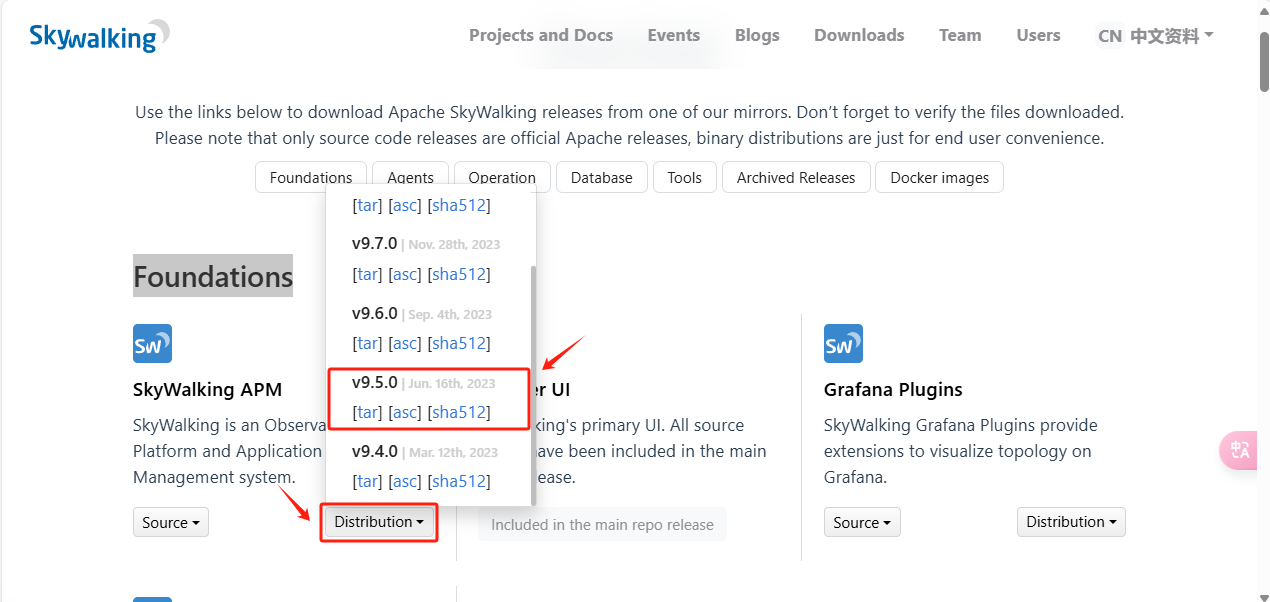 Skywalking
Projects and Docs Events Blogs Downloads Team Users CN 中文资料
Use the links below to download Apache SkyWalking releases from one of our mirrors. Don’t forget to verify the files downloaded.
Please note that only source code releases are official Apache releases, binary distributions are just for end user convenience.
Foundations Agents Operation Database Tools Archived Releases Docker images
[tar] [asc] [sha512]
v9.7.0 | Nov. 28th, 2023
[tar] [asc] [sha512]
v9.6.0 | Sep. 4th, 2023
[tar] [asc] [sha512]
v9.5.0 | Jun. 16th, 2023
[tar] [asc] [sha512]
v9.4.0 | Mar. 12th, 2023
[tar] [asc] [sha512]
Foundations
SW
SkyWalking APM
SkyWalking is an Observa
Platform and Application
Management system.
Source Distribution
er UI
king's primary UI. All source
have been included in the main
ease.
Included in the main repo release
SW
Grafana Plugins
SkyWalking Grafana Plugins provide
extensions to visualize topology on
Grafana.
Source Distribution
中A